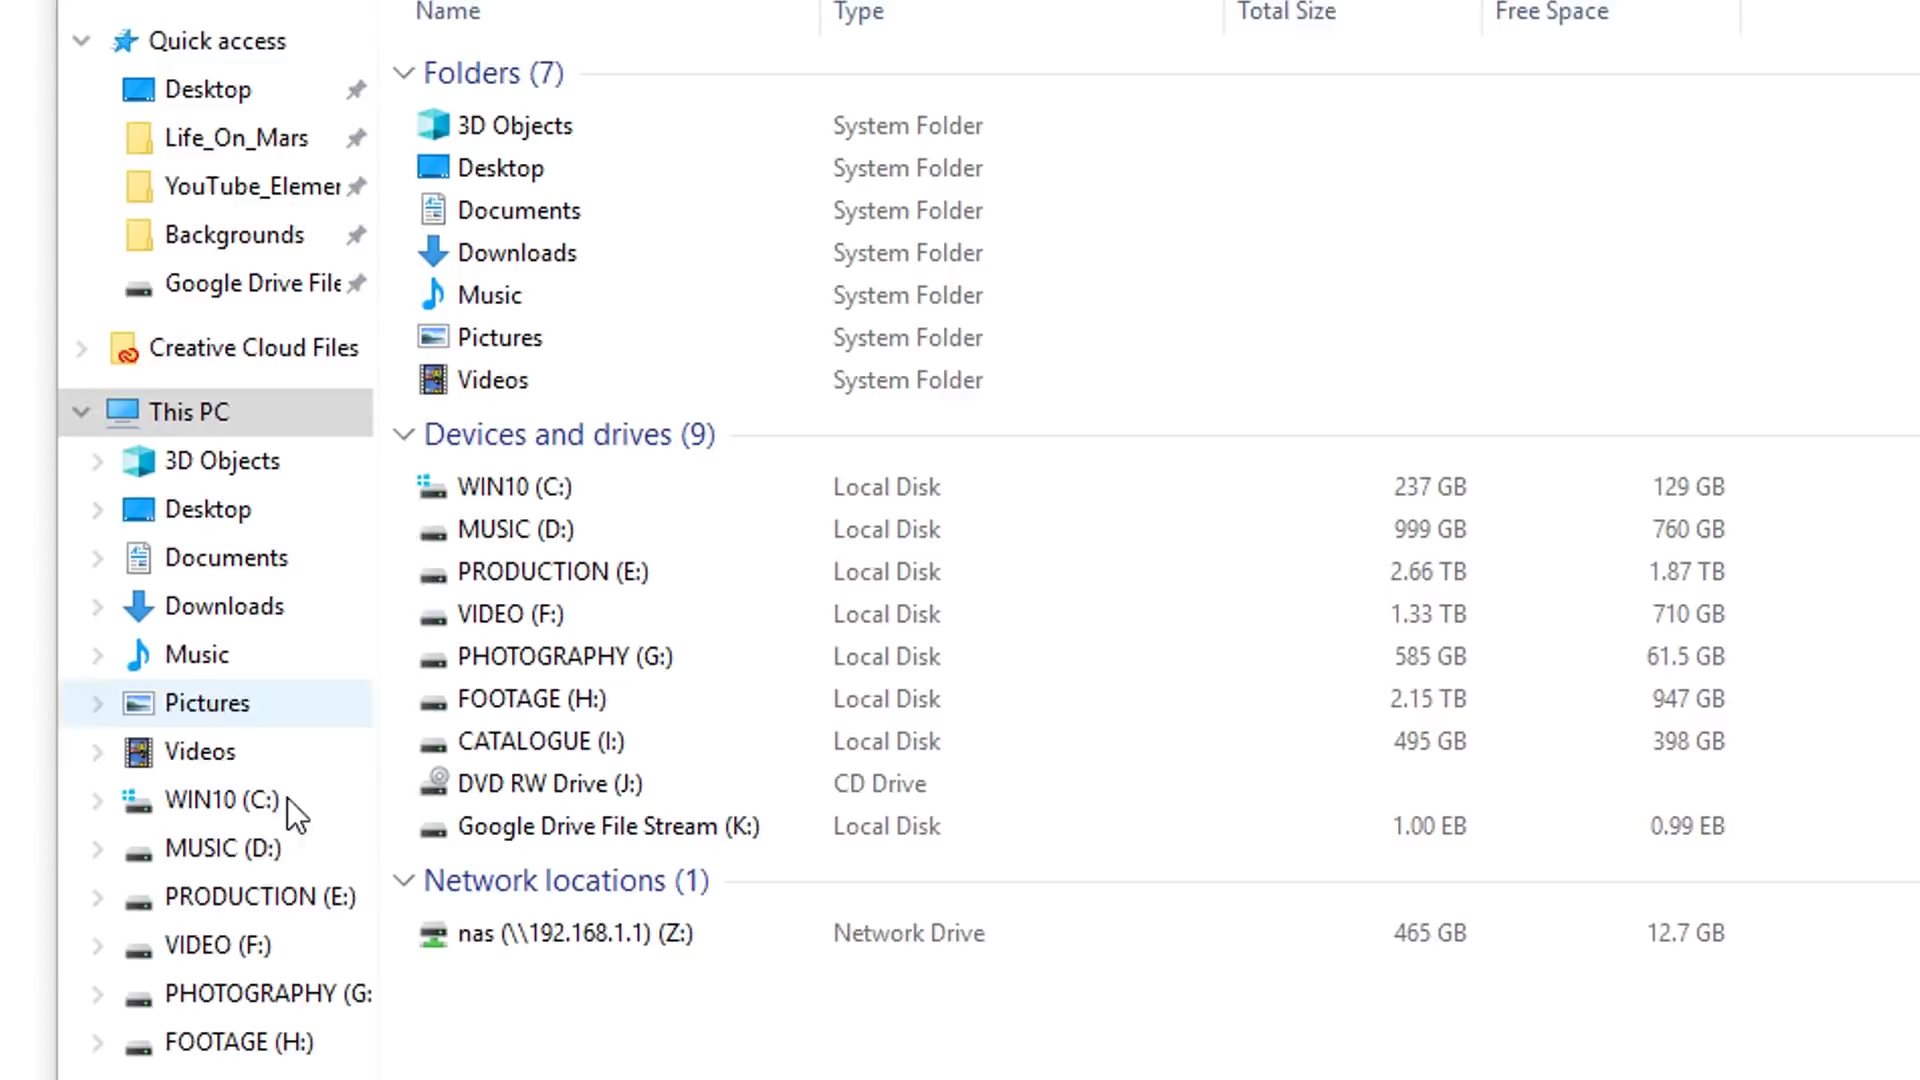 Name Type Total Size Free Space
Quick access
Desktop
Life_On_Mars
YouTube_Elemer
Backgrounds
Google Drive File
Creative Cloud Files
This PC
3D Objects
Desktop
Documents
Downloads
Music
Pictures
Videos
WIN10 (C:)
MUSIC (D:)
PRODUCTION (E:)
VIDEO (F:)
PHOTOGRAPHY (G:
FOOTAGE (H:)
Folders (7)
3D Objects System Folder
Desktop System Folder
Documents System Folder
Downloads System Folder
Music System Folder
Pictures System Folder
Videos System Folder
Devices and drives (9)
WIN10 (C:) Local Disk 237 GB 129 GB
MUSIC (D:) Local Disk 999 GB 760 GB
PRODUCTION (E:) Local Disk 2.66 TB 1.87 TB
VIDEO (F:) Local Disk 1.33 TB 710 GB
PHOTOGRAPHY (G:) Local Disk 585 GB 61.5 GB
FOOTAGE (H:) Local Disk 2.15 TB 947 GB
CATALOGUE (I:) Local Disk 495 GB 398 GB
DVD RW Drive (J:) CD Drive
Google Drive File Stream (K:) Local Disk 1.00 EB 0.99 EB
Network locations (1)
nas (\\192.168.1.1) (Z:) Network Drive 465 GB 12.7 GB